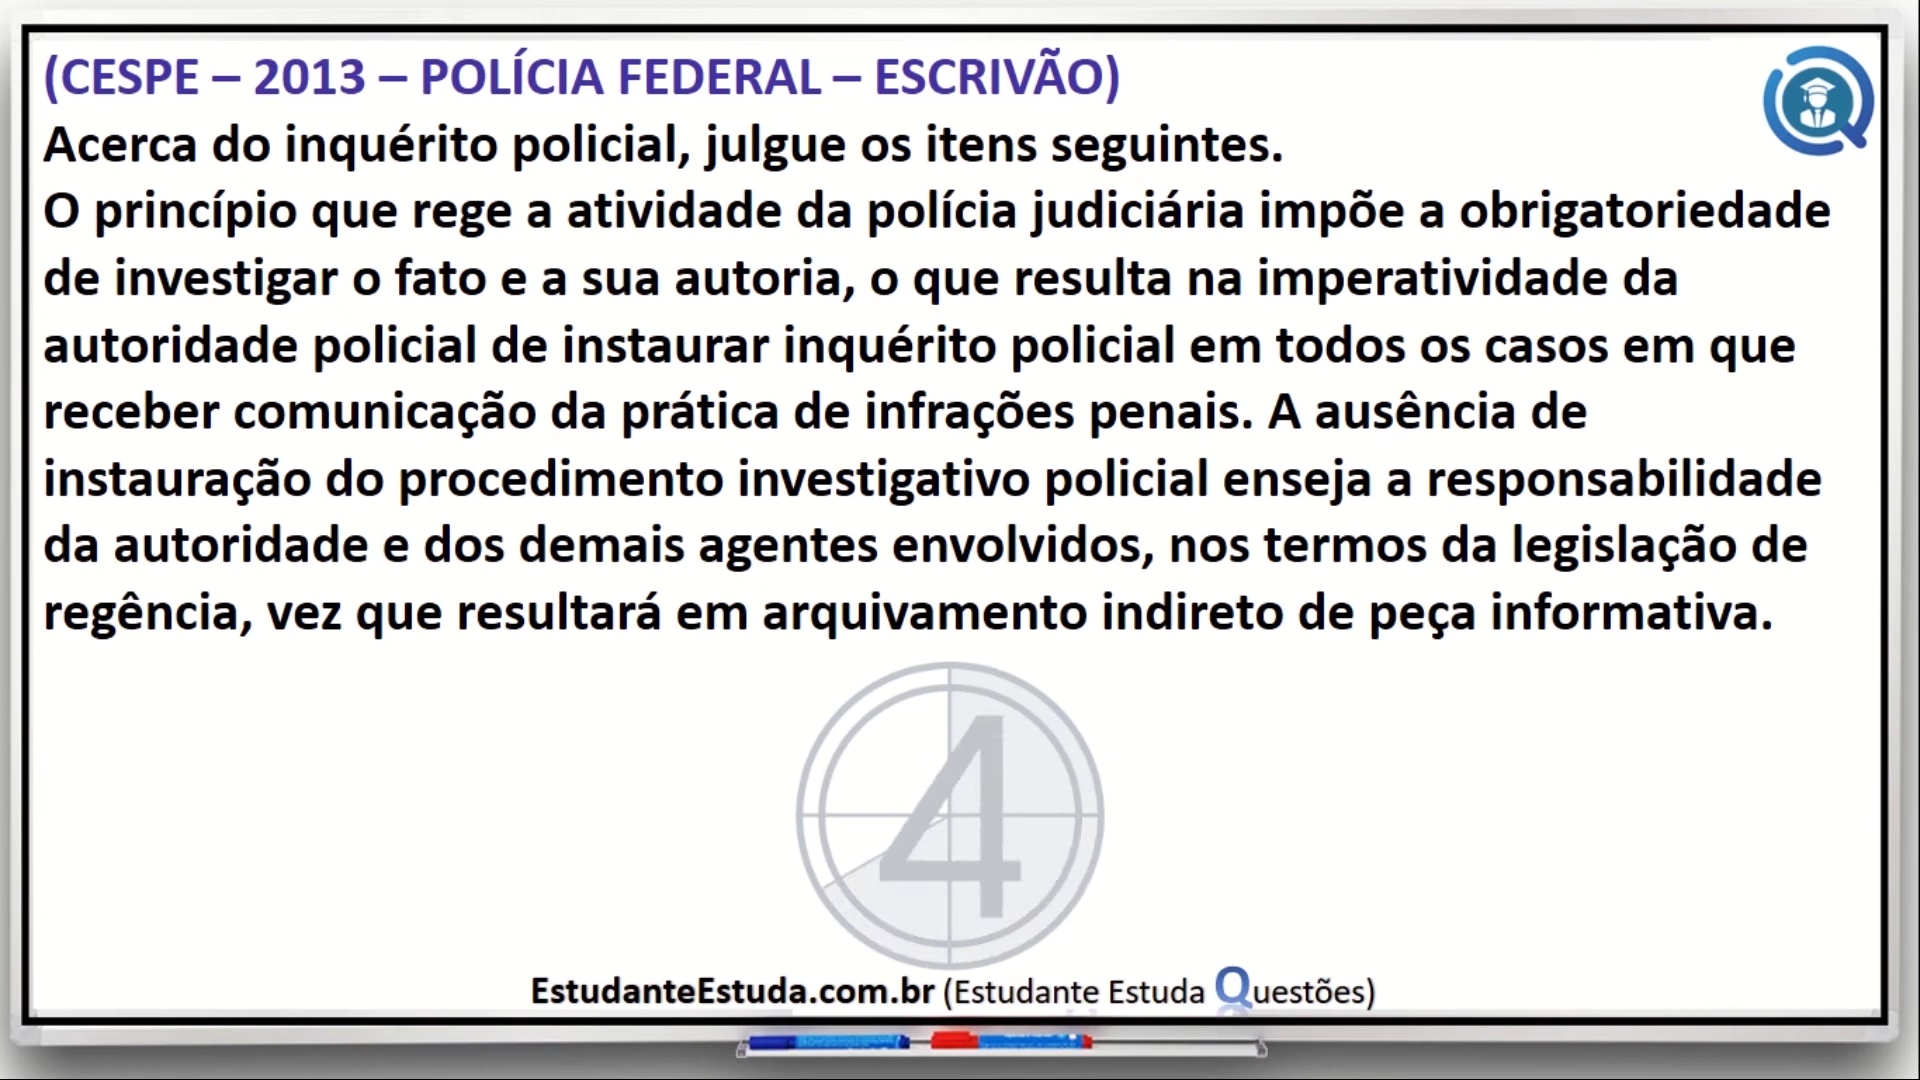 (CESPE – 2013 – POLÍCIA FEDERAL – ESCRIVÃO)
Acerca do inquérito policial, julgue os itens seguintes.
O princípio que rege a atividade da polícia judiciária impõe a obrigatoriedade
de investigar o fato e a sua autoria, o que resulta na imperatividade da
autoridade policial de instaurar inquérito policial em todos os casos em que
receber comunicação da prática de infrações penais. A ausência de
instauração do procedimento investigativo policial enseja a responsabilidade
da autoridade e dos demais agentes envolvidos, nos termos da legislação de
regência, vez que resultará em arquivamento indireto de peça informativa.
4
EstudanteEstuda.com.br (Estudante Estuda Questões)